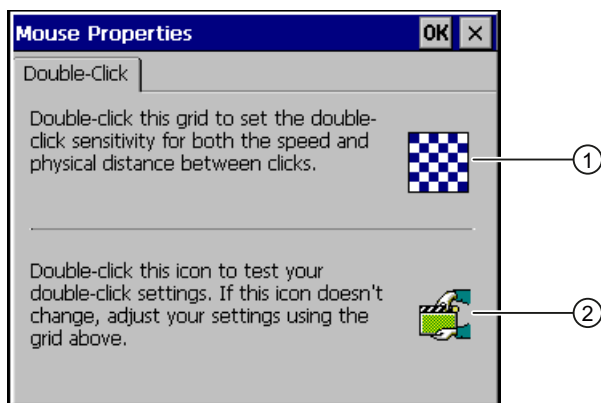 Mouse Properties
OK ×
Double-Click
Double-click this grid to set the double-
click sensitivity for both the speed and
physical distance between clicks.
1
Double-click this icon to test your
double-click settings. If this icon doesn't
change, adjust your settings using the
grid above.
2